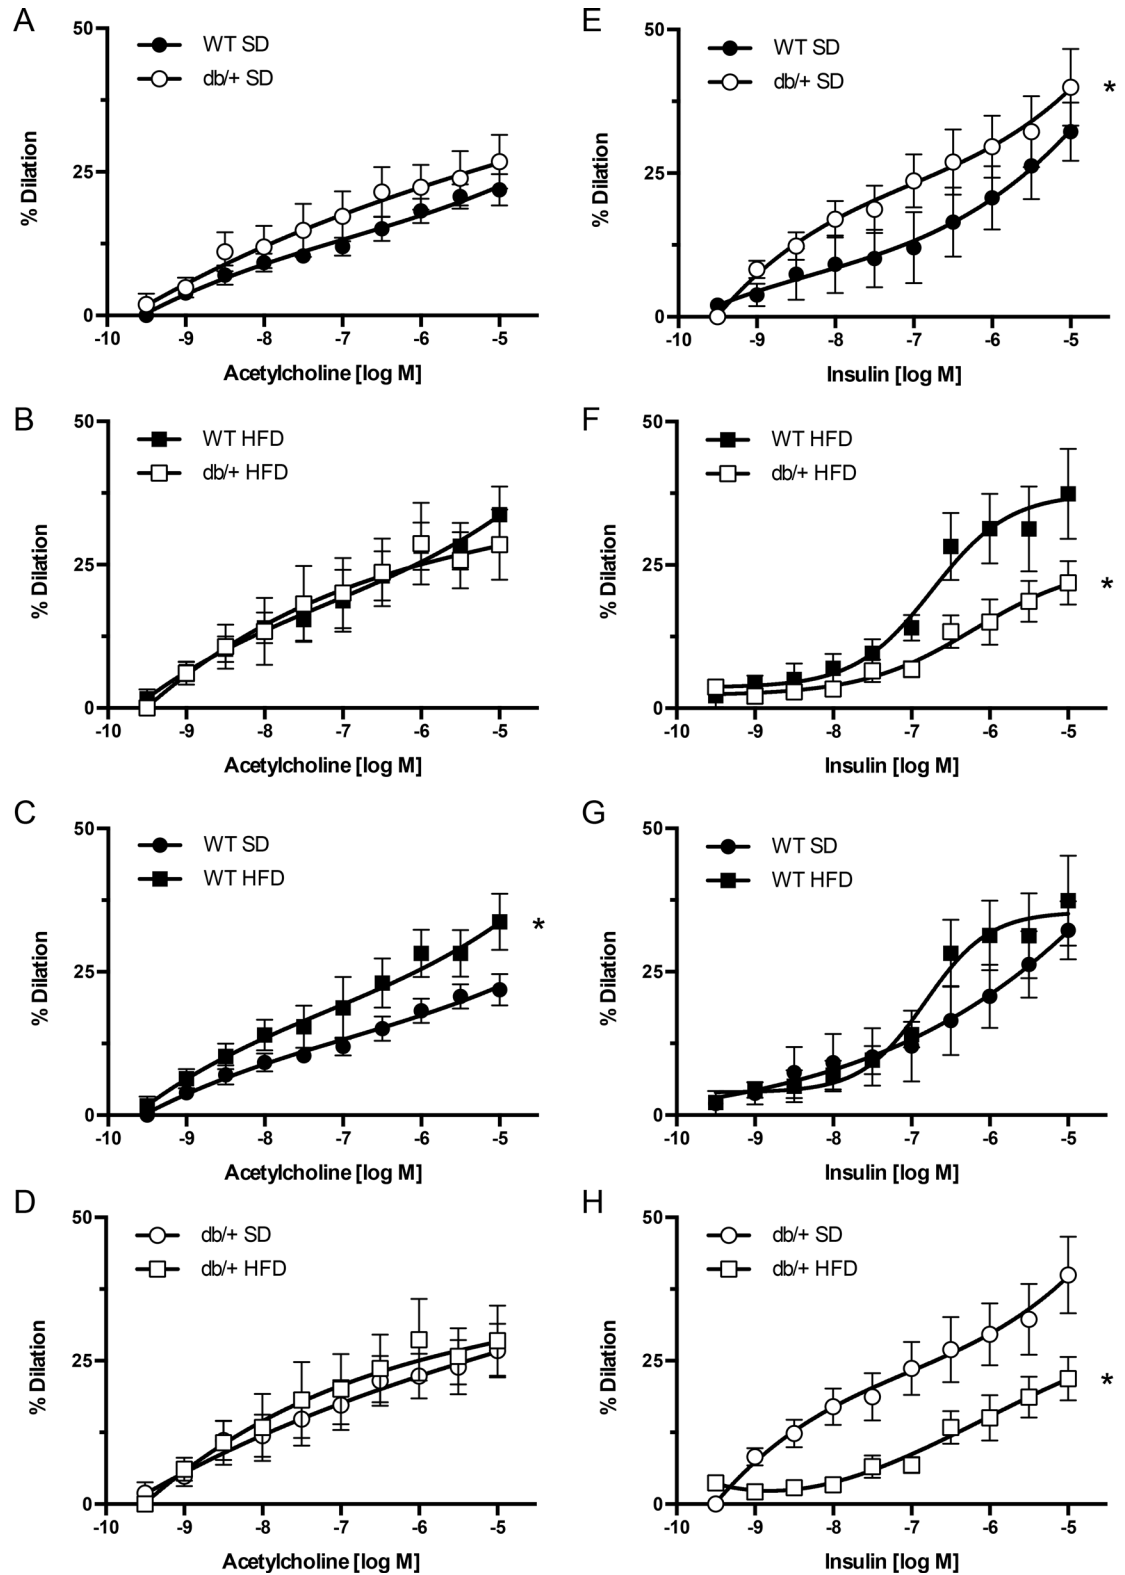 A
50
25
0
-10 -9 -8 -7 -6 -5
% Dilation
Acetylcholine [log M]
WT SD
db/+ SD
E
50
25
0
-10 -9 -8 -7 -6 -5
% Dilation
Insulin [log M]
WT SD
db/+ SD
*
B
50
25
0
-10 -9 -8 -7 -6 -5
% Dilation
Acetylcholine [log M]
WT HFD
db/+ HFD
F
50
25
0
-10 -9 -8 -7 -6 -5
% Dilation
Insulin [log M]
WT HFD
db/+ HFD
*
C
50
25
0
-10 -9 -8 -7 -6 -5
% Dilation
Acetylcholine [log M]
WT SD
WT HFD
*
G
50
25
0
-10 -9 -8 -7 -6 -5
% Dilation
Insulin [log M]
WT SD
WT HFD
D
50
25
0
-10 -9 -8 -7 -6 -5
% Dilation
Acetylcholine [log M]
db/+ SD
db/+ HFD
H
50
25
0
-10 -9 -8 -7 -6 -5
% Dilation
Insulin [log M]
db/+ SD
db/+ HFD
*